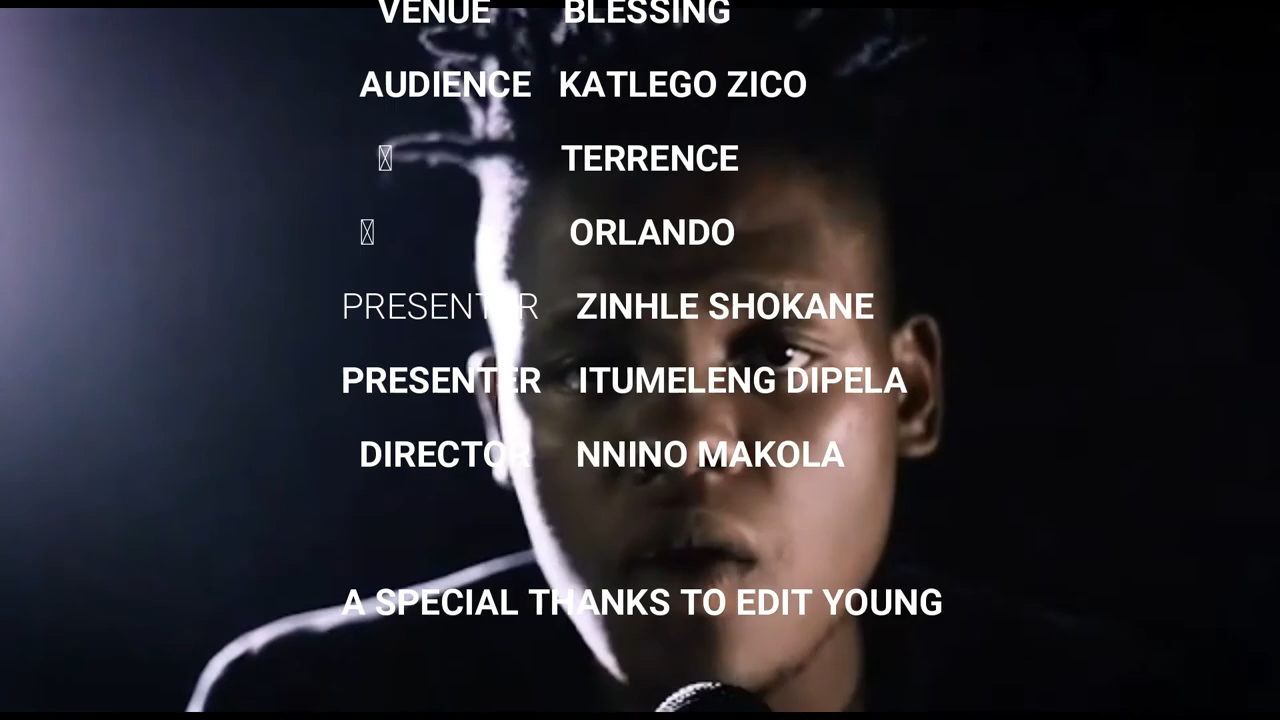 VENUE BLESSING
AUDIENCE KATLEGO ZICO
TERRENCE
ORLANDO
PRESENTER ZINHLE SHOKANE
PRESENTER ITUMELENG DIPELA
DIRECTOR NNINO MAKOLA
A SPECIAL THANKS TO EDIT YOUNG